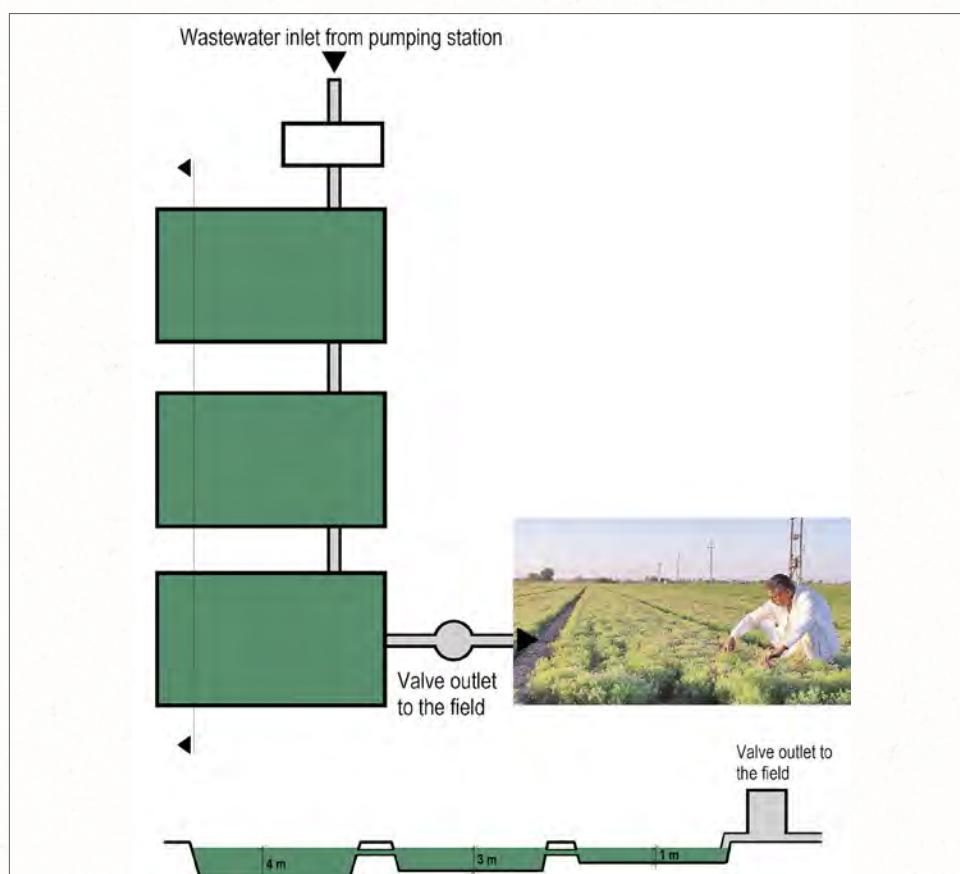 Wastewater inlet from pumping station
Valve outlet
to the field
Valve outlet to
the field
4 m
3 m
1 m